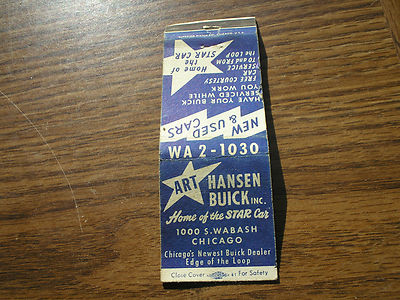 Home of
the
STAR CAR
HAVE YOUR BUICK
SERVICED WHILE
YOU WORK
FREE COURTESY
CAR
SERVICE
TO and FROM
the LOOP
NEW
& USED
CARS
WA 2-1030
ART HANSEN
BUICK INC.
Home of the STAR Car
1000 S. WABASH
CHICAGO
Chicago's Newest Buick Dealer
Edge of the Loop
Close Cover For Safety